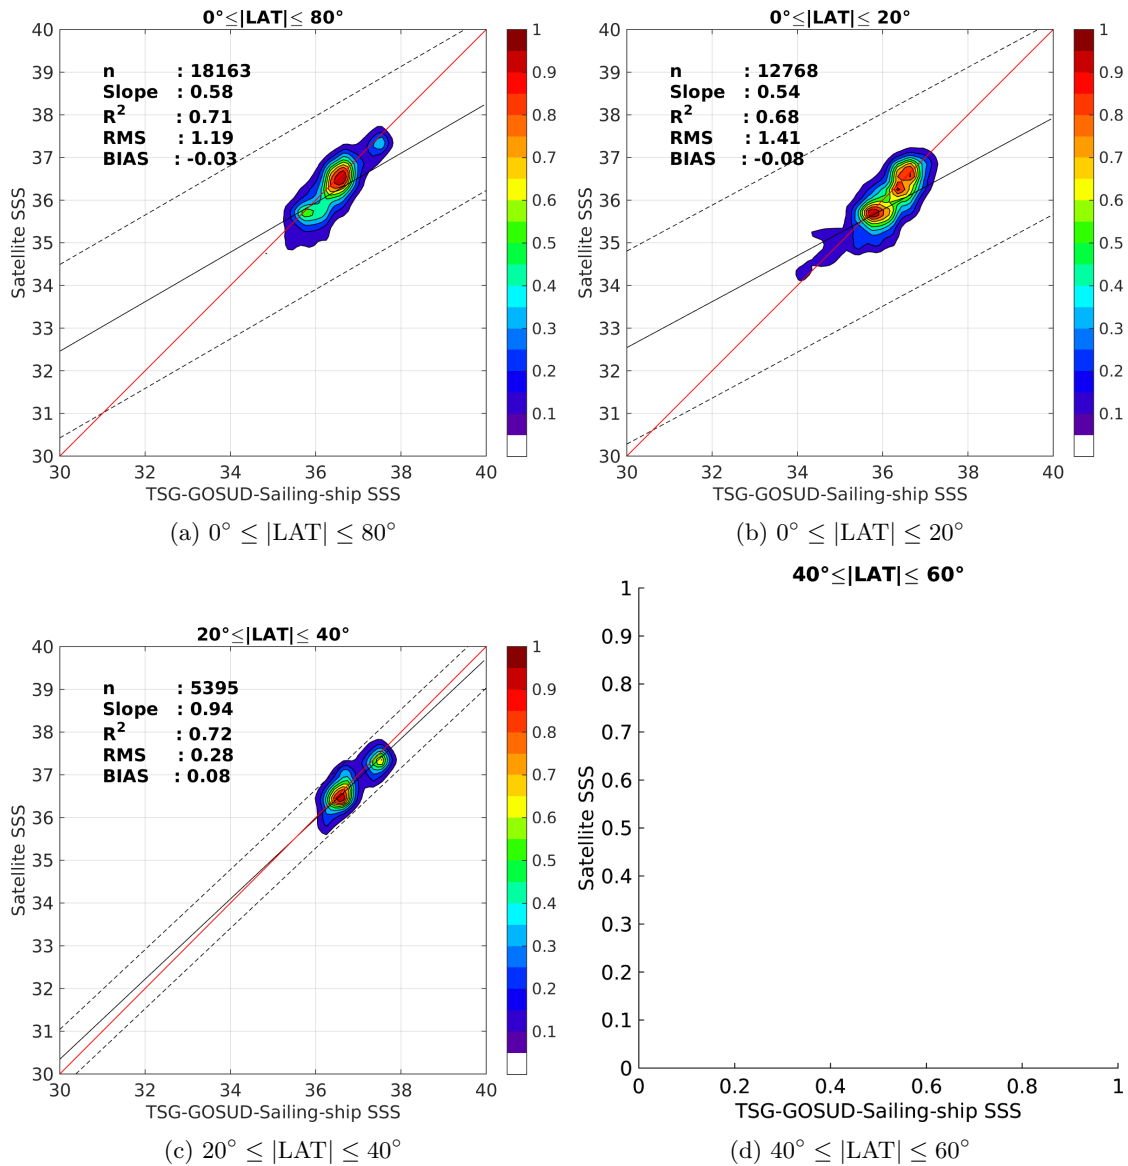 0°≤|LAT|≤ 80°
n : 18163
Slope : 0.58
R² : 0.71
RMS : 1.19
BIAS : -0.03
40
39
38
37
36
35
34
33
32
31
30
Satellite SSS
30 32 34 36 38 40
TSG-GOSUD-Sailing-ship SSS
1
0.9
0.8
0.7
0.6
0.5
0.4
0.3
0.2
0.1
(a) 0° ≤ |LAT| ≤ 80°
0°≤|LAT|≤ 20°
n : 12768
Slope : 0.54
R² : 0.68
RMS : 1.41
BIAS : -0.08
40
39
38
37
36
35
34
33
32
31
30
Satellite SSS
30 32 34 36 38 40
TSG-GOSUD-Sailing-ship SSS
1
0.9
0.8
0.7
0.6
0.5
0.4
0.3
0.2
0.1
(b) 0° ≤ |LAT| ≤ 20°
20°≤|LAT|≤ 40°
n : 5395
Slope : 0.94
R² : 0.72
RMS : 0.28
BIAS : 0.08
40
39
38
37
36
35
34
33
32
31
30
Satellite SSS
30 32 34 36 38 40
TSG-GOSUD-Sailing-ship SSS
1
0.9
0.8
0.7
0.6
0.5
0.4
0.3
0.2
0.1
(c) 20° ≤ |LAT| ≤ 40°
40°≤|LAT|≤ 60°
1
0.9
0.8
0.7
0.6
0.5
0.4
0.3
0.2
0.1
0
Satellite SSS
0 0.2 0.4 0.6 0.8 1
TSG-GOSUD-Sailing-ship SSS
(d) 40° ≤ |LAT| ≤ 60°